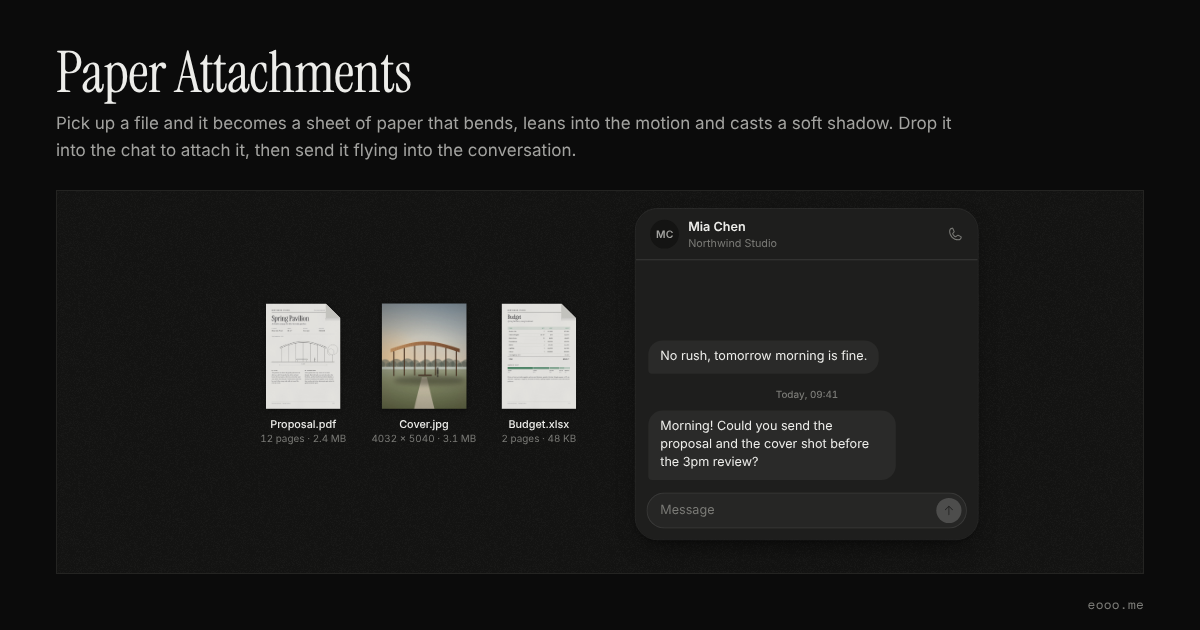 Paper Attachments
Pick up a file and it becomes a sheet of paper that bends, leans into the motion and casts a soft shadow. Drop it
into the chat to attach it, then send it flying into the conversation.
Spring Pavilion
Budget
Proposal.pdf
12 pages · 2.4 MB
Cover.jpg
4032 × 5040 · 3.1 MB
Budget.xlsx
2 pages · 48 KB
MC
Mia Chen
Northwind Studio
No rush, tomorrow morning is fine.
Today, 09:41
Morning! Could you send the
proposal and the cover shot before
the 3pm review?
Message
eooo.me